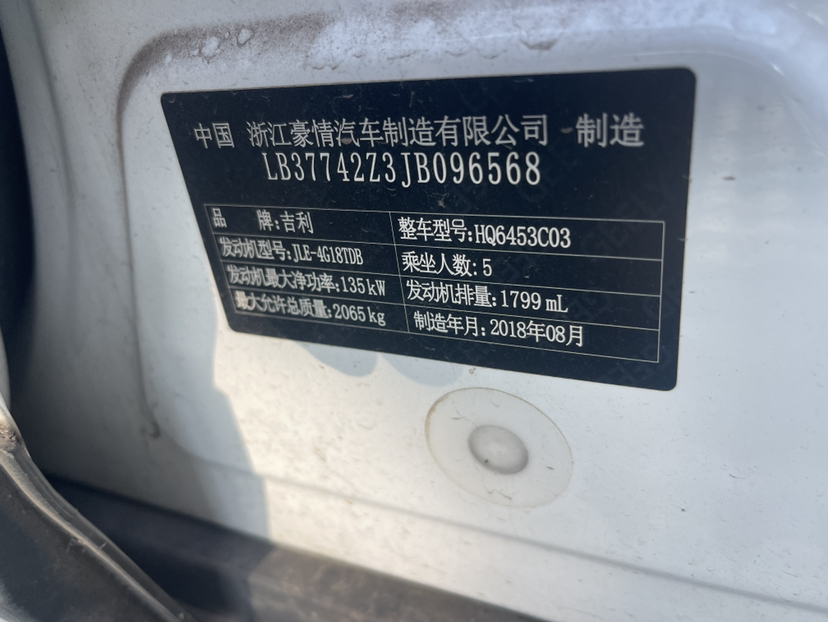 中国 浙江豪情汽车制造有限公司 制造
LB37742Z3JB096568
品 牌:吉利 整车型号:HQ6453C03
发动机型号:JLE-4G18TDB 乘坐人数:5
发动机最大净功率:135kW 发动机排量:1799mL
最大允许总质量:2065kg 制造年月:2018年08月